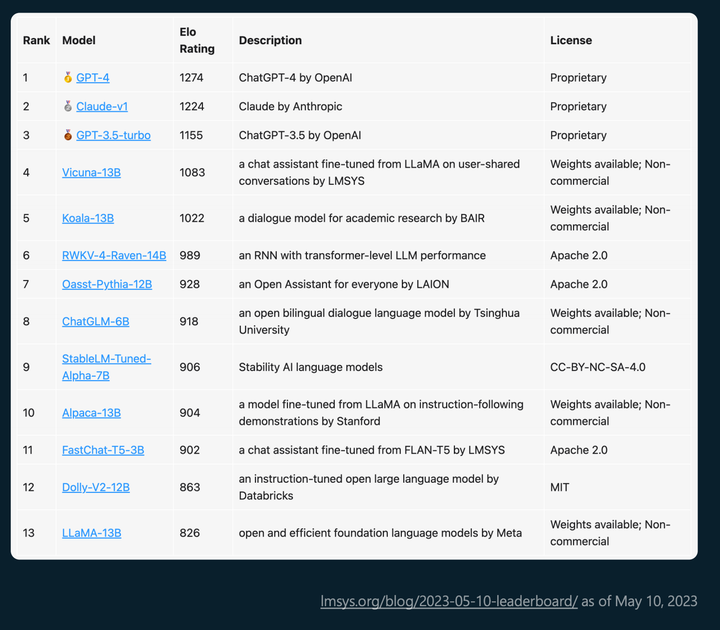 Rank Model Elo Rating Description License
1 🥇 GPT-4 1274 ChatGPT-4 by OpenAI Proprietary
2 🥈 Claude-v1 1224 Claude by Anthropic Proprietary
3 🥉 GPT-3.5-turbo 1155 ChatGPT-3.5 by OpenAI Proprietary
4 Vicuna-13B 1083 a chat assistant fine-tuned from LLaMA on user-shared conversations by LMSYS Weights available; Non-commercial
5 Koala-13B 1022 a dialogue model for academic research by BAIR Weights available; Non-commercial
6 RWKV-4-Raven-14B 989 an RNN with transformer-level LLM performance Apache 2.0
7 Oasst-Pythia-12B 928 an Open Assistant for everyone by LAION Apache 2.0
8 ChatGLM-6B 918 an open bilingual dialogue language model by Tsinghua University Weights available; Non-commercial
9 StableLM-Tuned-Alpha-7B 906 Stability AI language models CC-BY-NC-SA-4.0
10 Alpaca-13B 904 a model fine-tuned from LLaMA on instruction-following demonstrations by Stanford Weights available; Non-commercial
11 FastChat-T5-3B 902 a chat assistant fine-tuned from FLAN-T5 by LMSYS Apache 2.0
12 Dolly-V2-12B 863 an instruction-tuned open large language model by Databricks MIT
13 LLaMA-13B 826 open and efficient foundation language models by Meta Weights available; Non-commercial
lmsys.org/blog/2023-05-10-leaderboard/ as of May 10, 2023